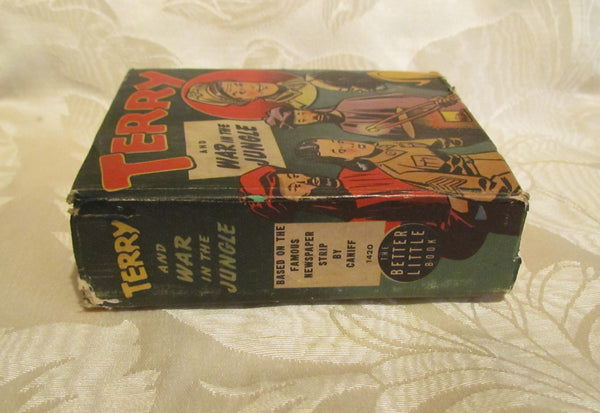 TERRY
AND
WAR IN THE
JUNGLE
TERRY
AND
WAR
IN THE
JUNGLE
BASED ON THE
FAMOUS
NEWSPAPER
STRIP
BY
CANIFF
1420
THE
BETTER
LITTLE
BOOK